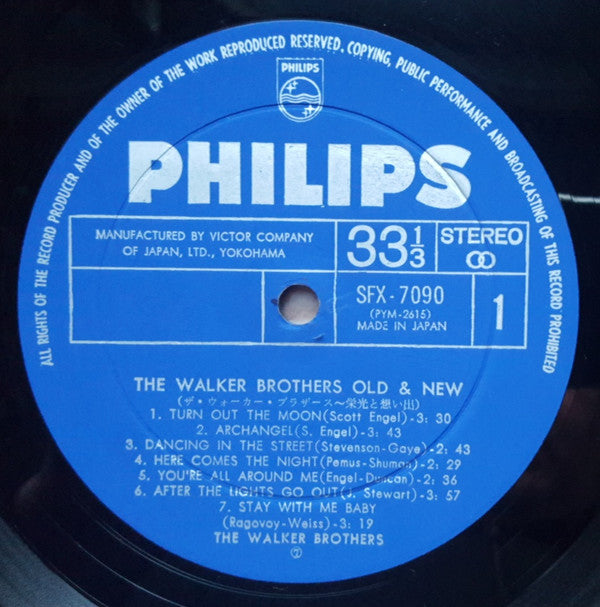 ALL RIGHTS OF THE RECORD PRODUCER AND OF THE OWNER OF THE WORK REPRODUCED RESERVED. COPYING, PUBLIC PERFORMANCE AND BROADCASTING OF THIS RECORD PROHIBITED
PHILIPS
PHILIPS
MANUFACTURED BY VICTOR COMPANY
OF JAPAN, LTD., YOKOHAMA
33⅓
STEREO
SFX-7090
(PYM-2615)
MADE IN JAPAN
1
THE WALKER BROTHERS OLD & NEW
(ザ・ウォーカー・ブラザース〜栄光と想い出)
1. TURN OUT THE MOON(Scott Engel)-3: 30
2. ARCHANGEL(S. Engel)-3: 43
3. DANCING IN THE STREET(Stevenson-Gaye)-2: 43
4. HERE COMES THE NIGHT(Pemus-Shuman)-2: 29
5. YOU'RE ALL AROUND ME(Engel-Duncan)-2: 36
6. AFTER THE LIGHTS GO OUT(J. Stewart)-3: 57
7. STAY WITH ME BABY
(Ragovoy-Weiss)-3: 19
THE WALKER BROTHERS
②